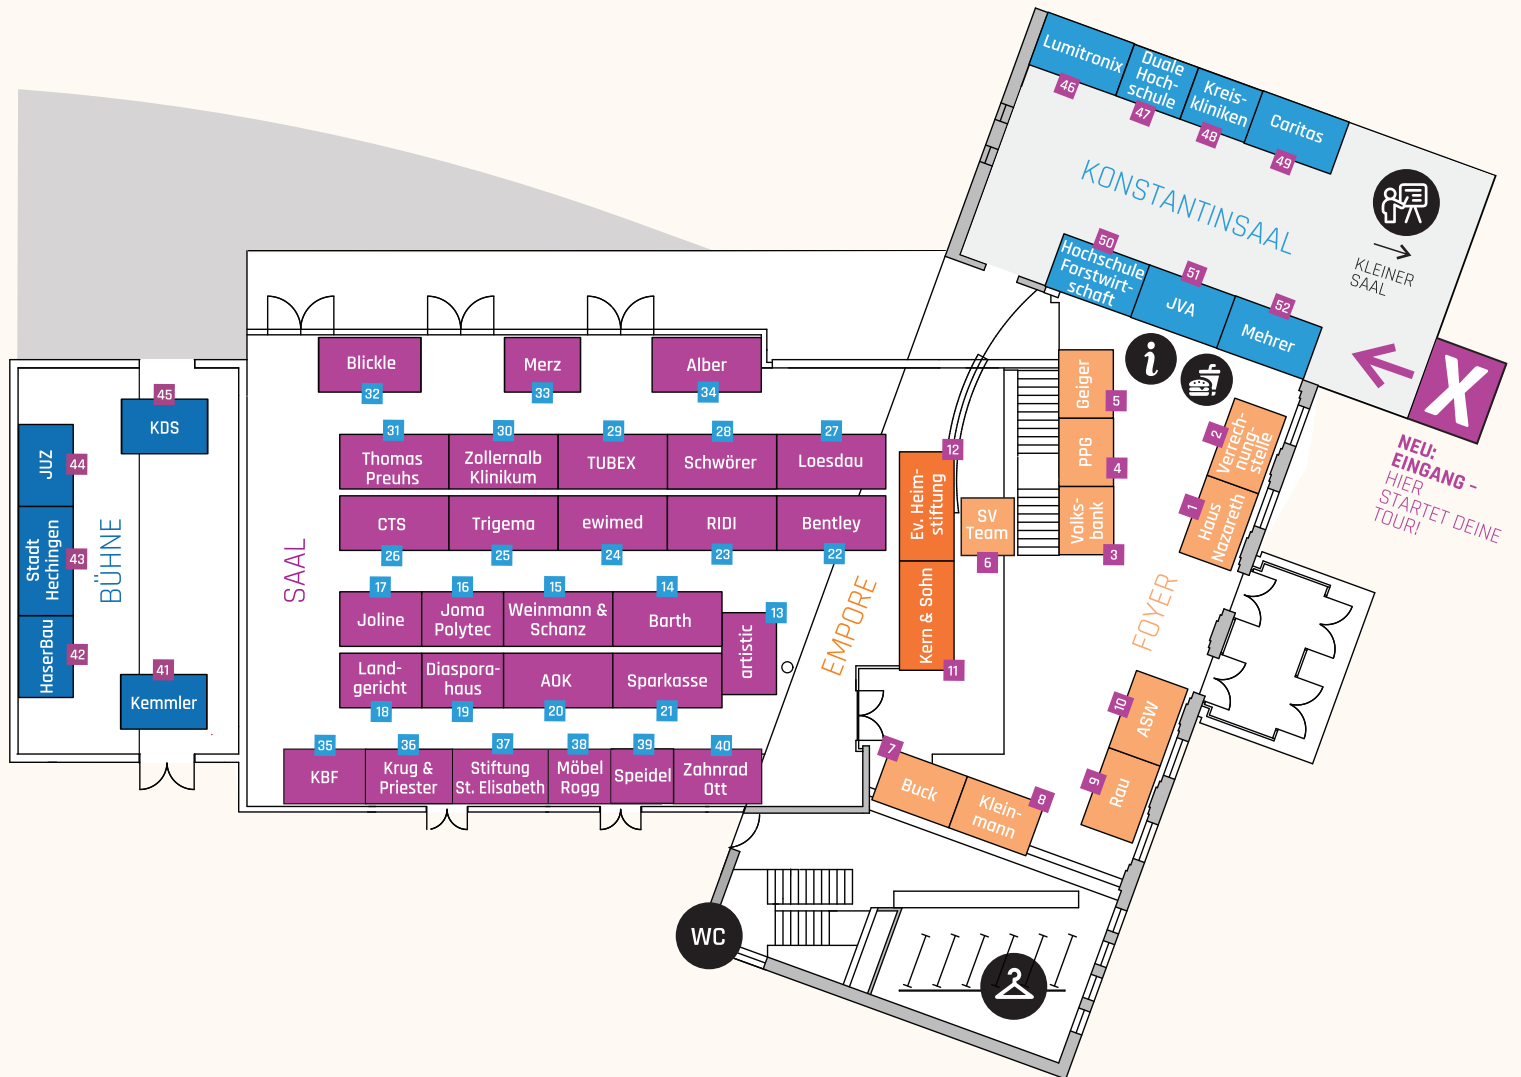 Lumitronix
46
Duale
Hoch-
schule
47
Kreis-
kliniken
48
Caritas
49
KONSTANTINSAAL
KLEINER
SAAL
50
Hochschule
Forstwirt-
schaft
51
JVA
52
Mehrer
X
NEU:
EINGANG –
HIER
STARTET DEINE
TOUR!
i
Blickle
32
Merz
33
Alber
34
Geiger
5
PPG
4
Volks-
bank
3
2
Verrech-
nung-
stelle
1
Haus
Nazareth
45
KDS
JUZ
44
Stadt
Hechingen
43
HaserBau
42
BÜHNE
41
Kemmler
SAAL
31
Thomas
Preuhs
30
Zollernalb
Klinikum
29
TUBEX
28
Schwörer
27
Loesdau
CTS
26
Trigema
25
ewimed
24
RIDI
23
Bentley
22
12
Ev. Heim-
stiftung
Kern & Sohn
11
SV
Team
6
EMPORE
FOYER
17
Joline
16
Joma
Polytec
15
Weinmann &
Schanz
14
Barth
13
artistic
Land-
gericht
18
Diaspora-
haus
19
AOK
20
Sparkasse
21
35
KBF
36
Krug &
Priester
37
Stiftung
St. Elisabeth
38
Möbel
Rogg
39
Speidel
40
Zahnrad
Ott
7
Buck
8
Klein-
mann
10
ASW
9
Rau
WC